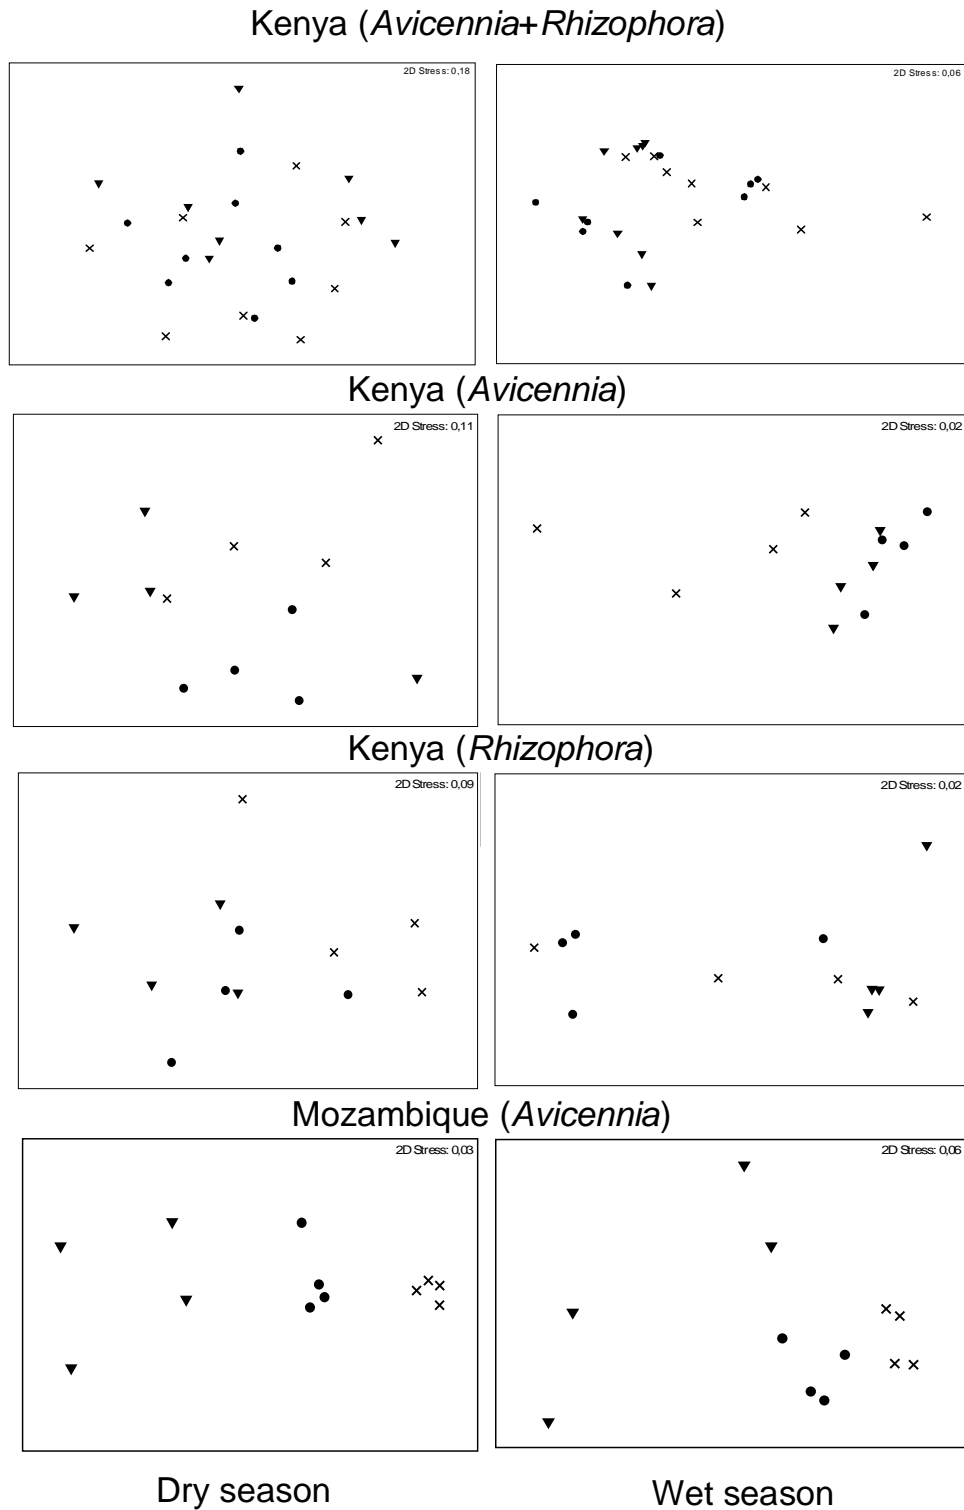 Kenya (Avicennia+Rhizophora)
2D Stress: 0,18
2D Stress: 0,06
Kenya (Avicennia)
2D Stress: 0,11
2D Stress: 0,02
Kenya (Rhizophora)
2D Stress: 0,09
2D Stress: 0,02
Mozambique (Avicennia)
2D Stress: 0,03
2D Stress: 0,06
Dry season
Wet season